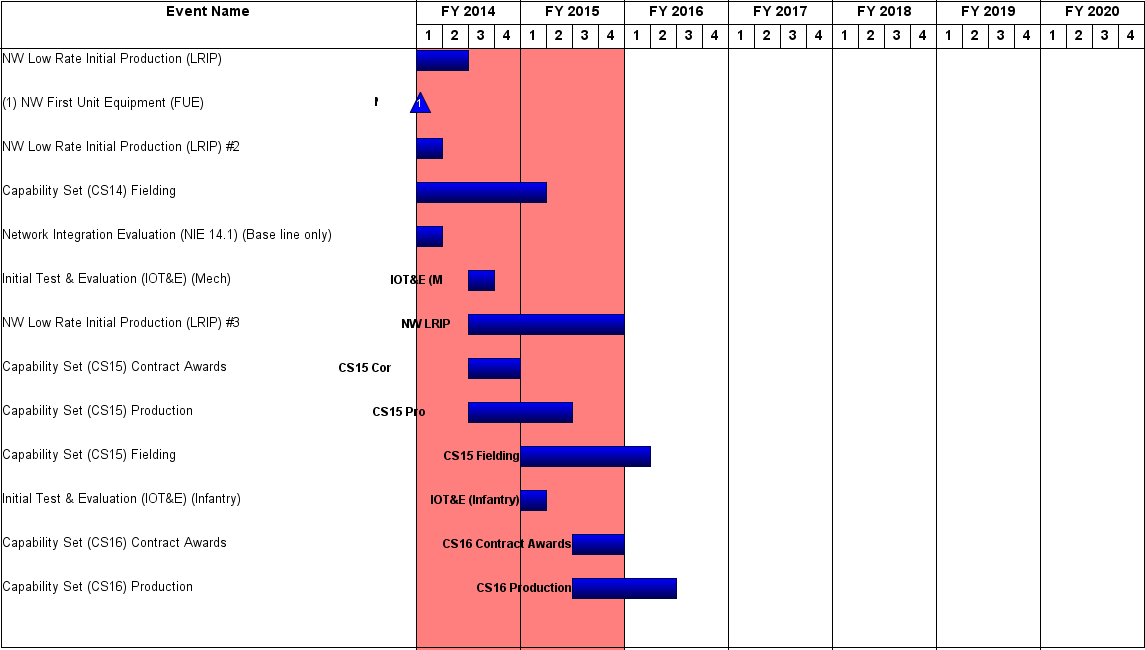 Event Name FY 2014 FY 2015 FY 2016 FY 2017 FY 2018 FY 2019 FY 2020
1 2 3 4 1 2 3 4 1 2 3 4 1 2 3 4 1 2 3 4 1 2 3 4 1 2 3 4
NW Low Rate Initial Production (LRIP)
(1) NW First Unit Equipment (FUE) 1
NW Low Rate Initial Production (LRIP) #2
Capability Set (CS14) Fielding
Network Integration Evaluation (NIE 14.1) (Base line only)
Initial Test & Evaluation (IOT&E) (Mech) IOT&E (M
NW Low Rate Initial Production (LRIP) #3 NW LRIP
Capability Set (CS15) Contract Awards CS15 Cor
Capability Set (CS15) Production CS15 Pro
Capability Set (CS15) Fielding CS15 Fielding
Initial Test & Evaluation (IOT&E) (Infantry) IOT&E (Infantry)
Capability Set (CS16) Contract Awards CS16 Contract Awards
Capability Set (CS16) Production CS16 Production